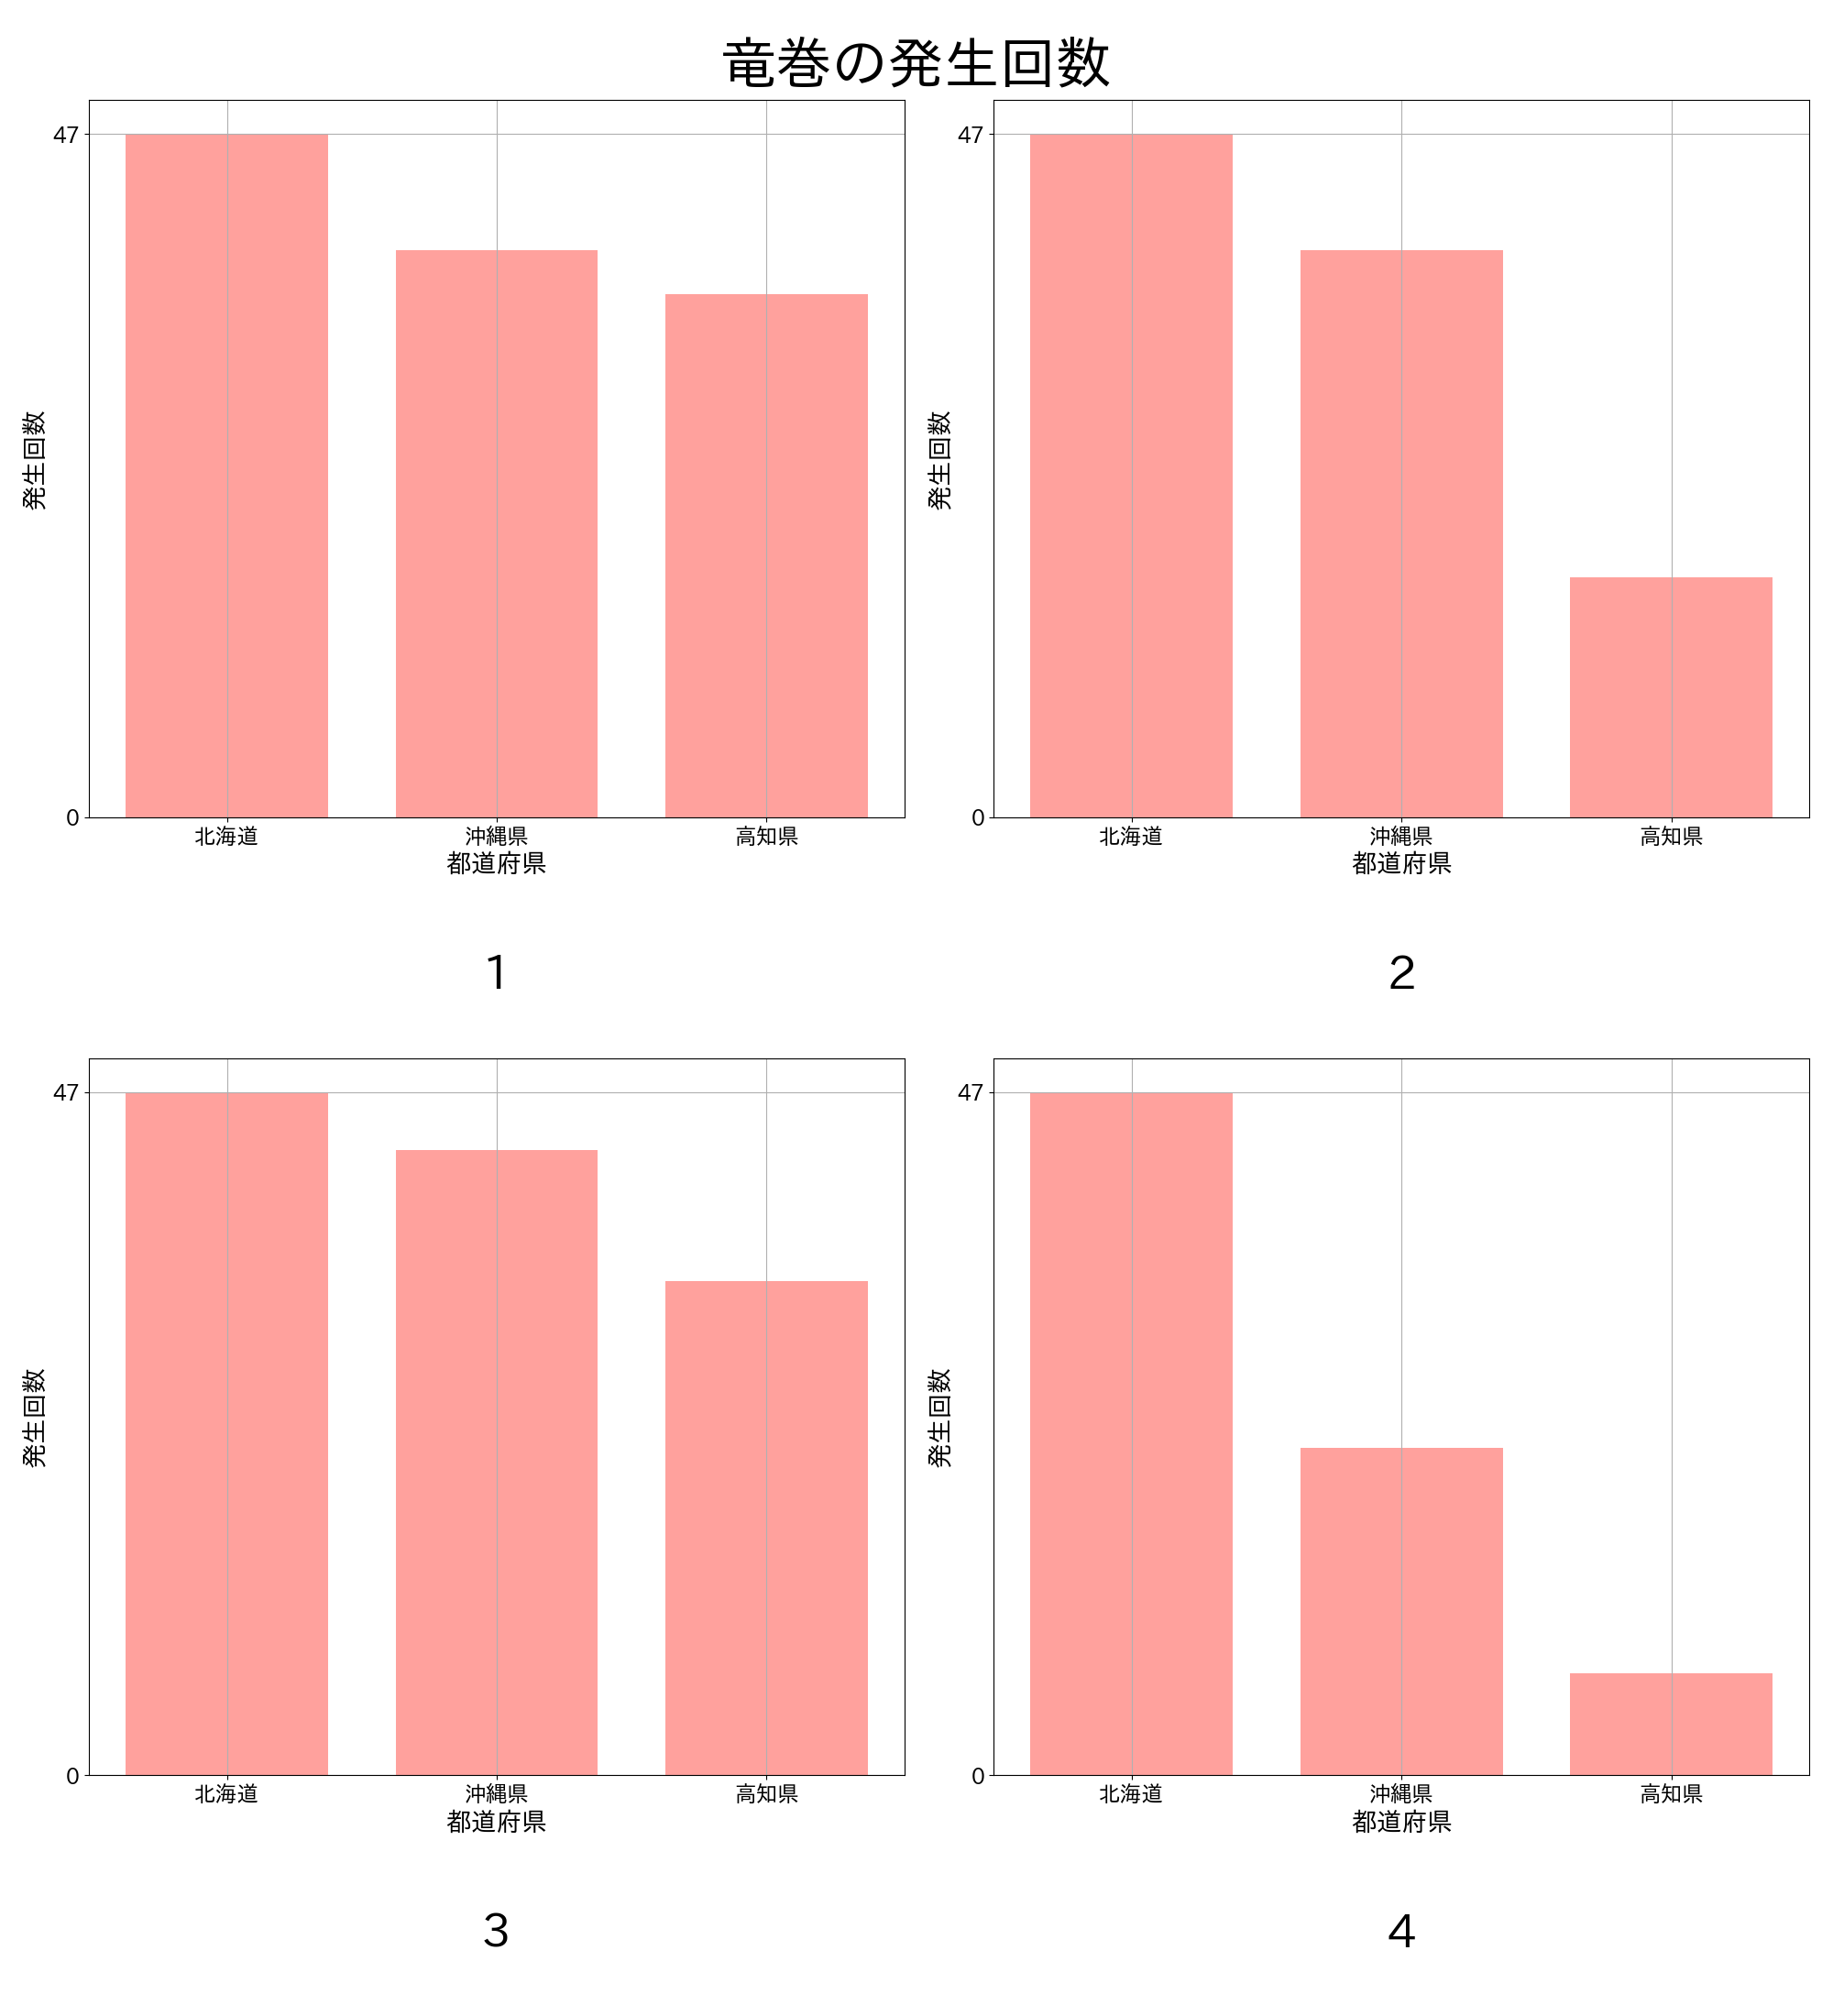 竜巻の発生回数
47
0
発生回数
北海道 沖縄県 高知県
都道府県
1
47
0
発生回数
北海道 沖縄県 高知県
都道府県
2
47
0
発生回数
北海道 沖縄県 高知県
都道府県
3
47
0
発生回数
北海道 沖縄県 高知県
都道府県
4